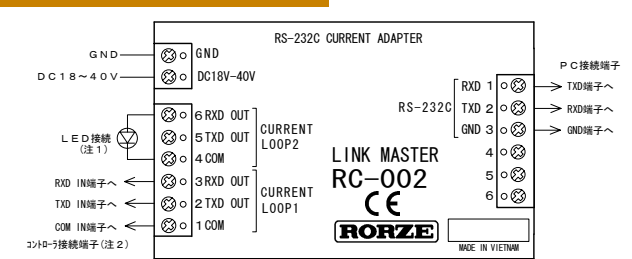 RS-232C CURRENT ADAPTER
GND
GND
DC18~40V
DC18V-40V
6 RXD OUT
5 TXD OUT
4 COM
CURRENT
LOOP2
LED接続
(注1)
3 RXD OUT
2 TXD OUT
1 COM
CURRENT
LOOP1
RXD IN端子へ
TXD IN端子へ
COM IN端子へ
コントローラ接続端子(注2)
LINK MASTER
RC-002
CE
RORZE
MADE IN VIETNAM
PC接続端子
RS-232C
RXD 1
TXD端子へ
TXD 2
RXD端子へ
GND 3
GND端子へ
4
5
6